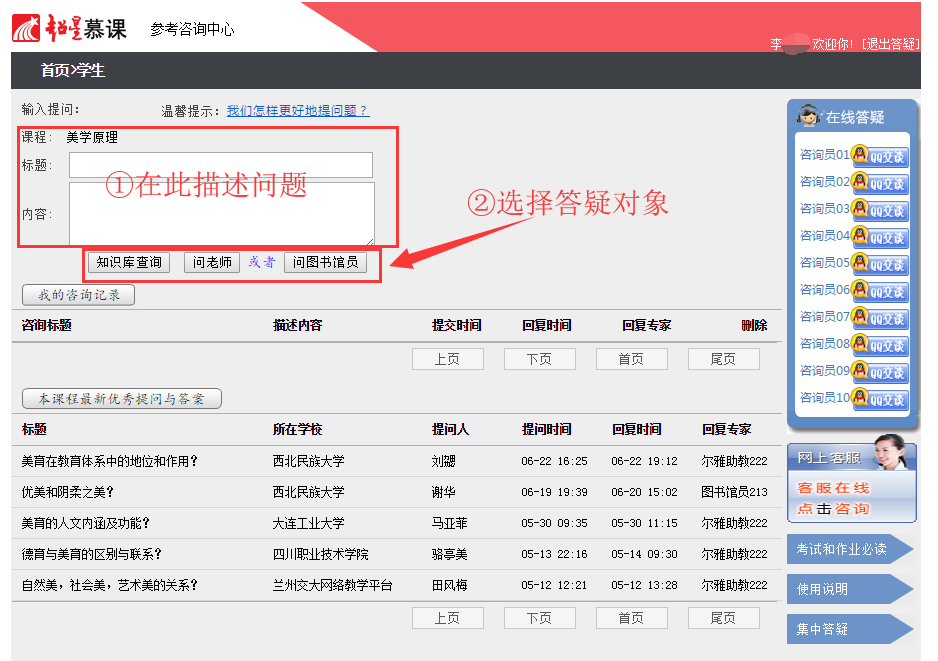 超星慕课 参考咨询中心
李 欢迎你! [退出答疑]
首页>学生
输入提问: 温馨提示: 我们怎样更好地提问题?
课程: 美学原理
标题:
①在此描述问题
内容:
②选择答疑对象
知识库查询 问老师 或者 问图书馆员
我的咨询记录
咨询标题 描述内容 提交时间 回复时间 回复专家 删除
上页 下页 首页 尾页
本课程最新优秀提问与答案
标题 所在学校 提问人 提问时间 回复时间 回复专家
美育在教育体系中的地位和作用? 西北民族大学 刘勰 06-22 16:25 06-22 19:12 尔雅助教222
优美和阴柔之美? 西北民族大学 谢华 06-19 19:39 06-20 15:02 图书馆员213
美育的人文内涵及功能? 大连工业大学 马亚菲 05-30 09:35 05-30 11:15 尔雅助教222
德育与美育的区别与联系? 四川职业技术学院 骆亭美 05-13 22:16 05-14 09:30 尔雅助教222
自然美，社会美，艺术美的关系? 兰州交大网络教学平台 田风梅 05-12 12:21 05-12 13:28 尔雅助教222
上页 下页 首页 尾页
在线答疑
咨询员01 QQ交谈
咨询员02 QQ交谈
咨询员03 QQ交谈
咨询员04 QQ交谈
咨询员05 QQ交谈
咨询员06 QQ交谈
咨询员07 QQ交谈
咨询员08 QQ交谈
咨询员09 QQ交谈
咨询员10 QQ交谈
网上客服
客服在线
点击咨询
考试和作业必读
使用说明
集中答疑